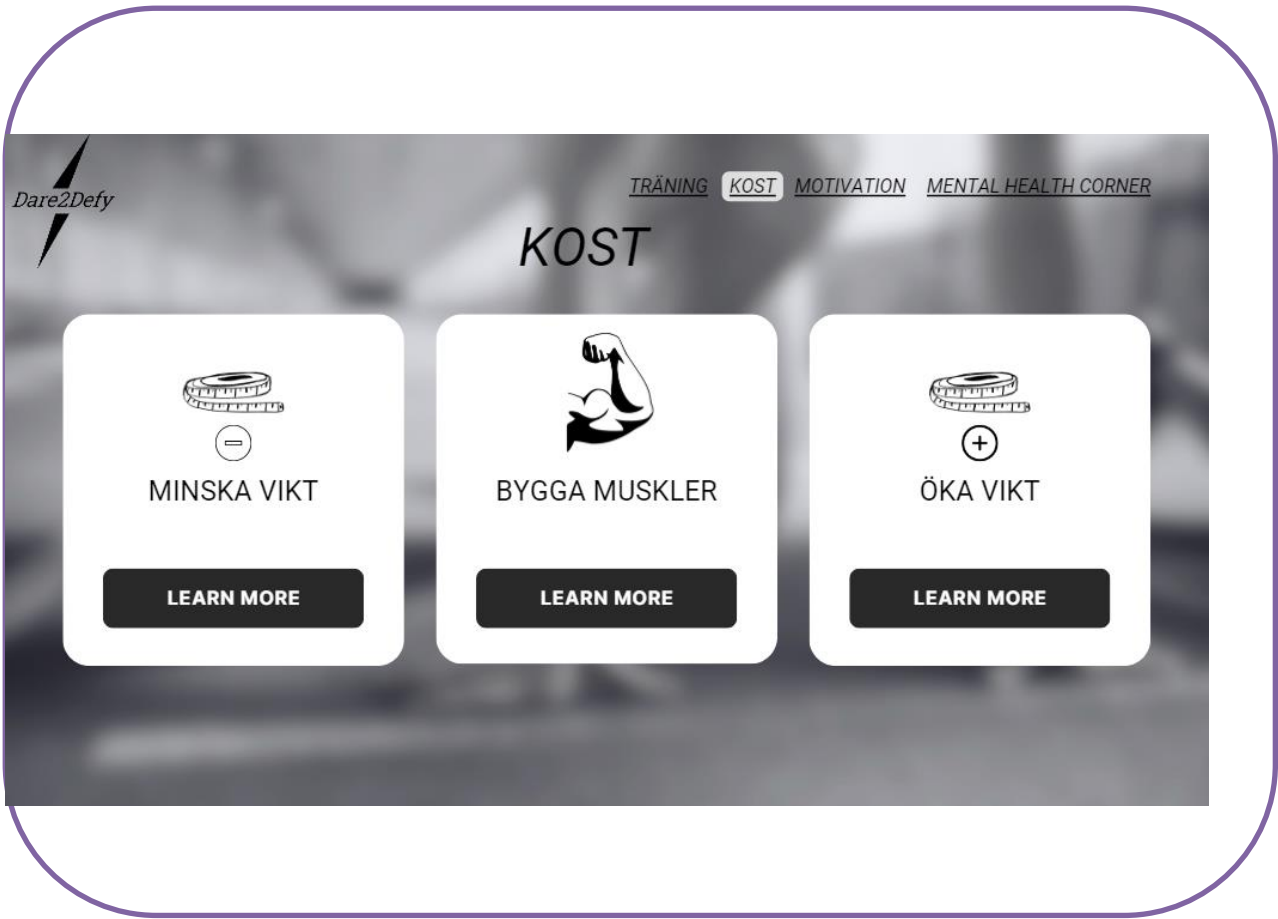 Dare2Defy
TRÄNING KOST MOTIVATION MENTAL HEALTH CORNER
KOST
MINSKA VIKT
LEARN MORE
BYGGA MUSKLER
LEARN MORE
ÖKA VIKT
LEARN MORE